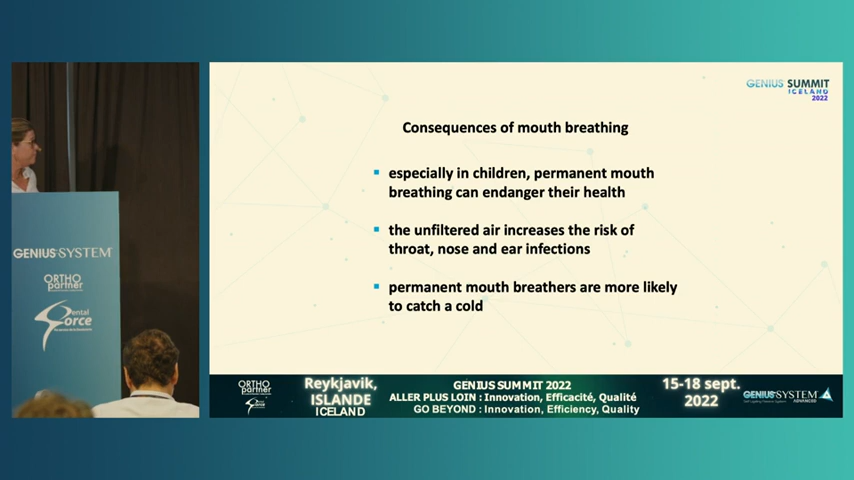 GENIUS SUMMIT
ICELAND
2022
Consequences of mouth breathing
especially in children, permanent mouth
breathing can endanger their health
the unfiltered air increases the risk of
throat, nose and ear infections
permanent mouth breathers are more likely
to catch a cold
GENIUS SYSTEM
ORTHO
partner
Dental
Force
ORTHO
partner
Dental
Force
Reykjavik,
ISLANDE
ICELAND
GENIUS SUMMIT 2022
ALLER PLUS LOIN : Innovation, Efficacité, Qualité
GO BEYOND : Innovation, Efficiency, Quality
15-18 sept.
2022
GENIUS SYSTEM
ADVANCED